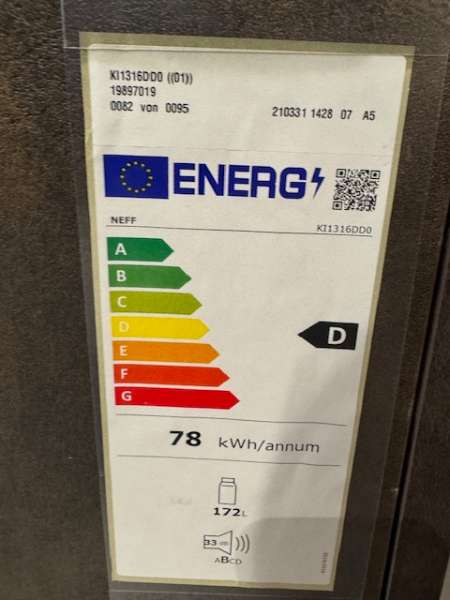 KI1316DD0 ((01))
19897019
0082 von 0095 210331 1428 07 A5
ENERG
NEFF KI1316DD0
A
B
C
D D
E
F
G
78 kWh/annum
172L
33 dB
ABCD